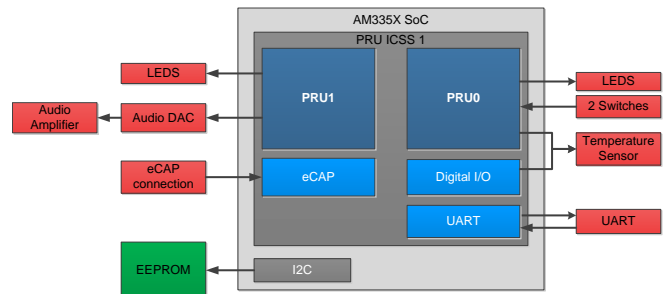 AM335X SoC
PRU ICSS 1
LEDS
PRU1
PRU0
LEDS
2 Switches
Audio
Amplifier
Audio DAC
Temperature
Sensor
eCAP
connection
eCAP
Digital I/O
UART
UART
EEPROM
I2C